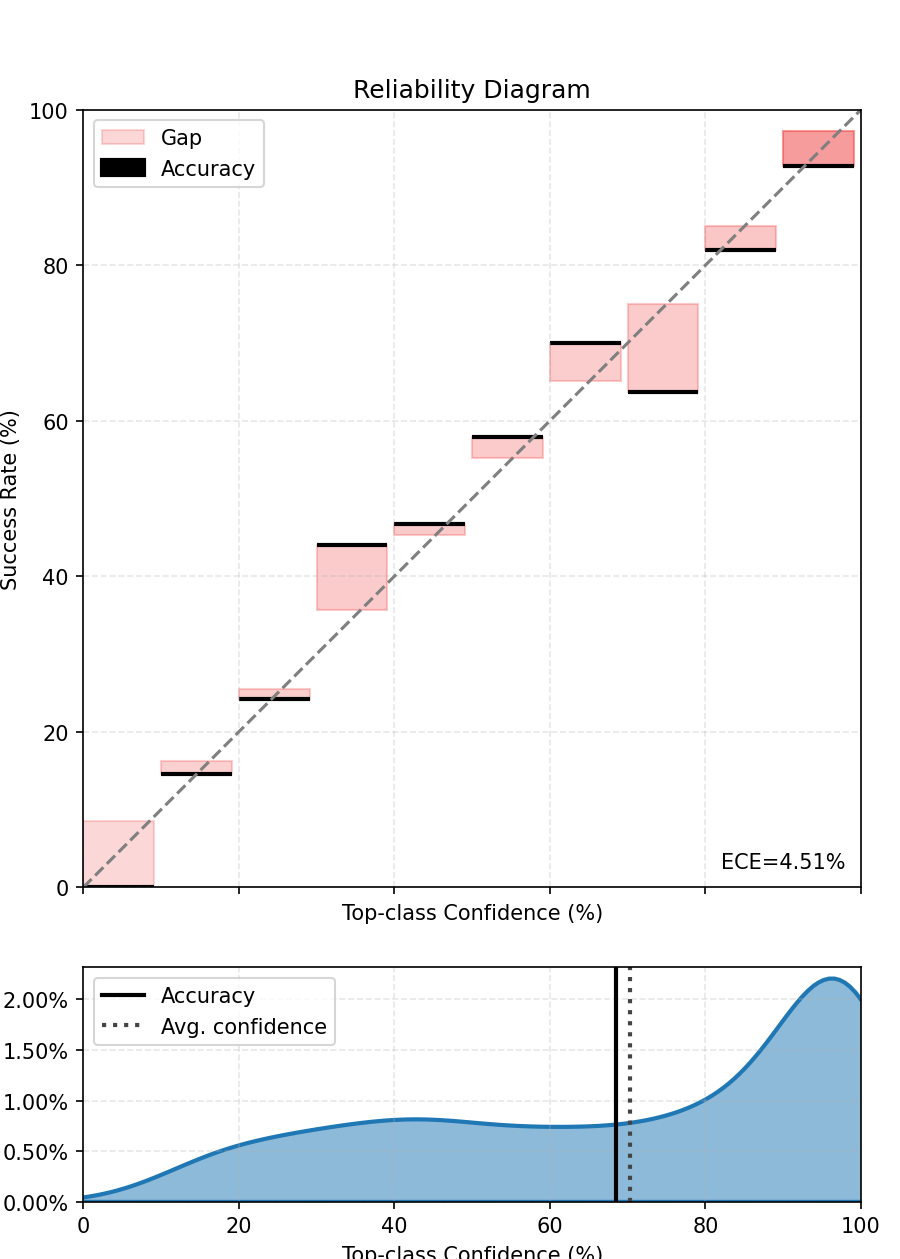 Reliability Diagram
100
80
60
40
20
0
Success Rate (%)
Gap
Accuracy
ECE=4.51%
Top-class Confidence (%)
2.00%
1.50%
1.00%
0.50%
0.00%
Accuracy
Avg. confidence
0 20 40 60 80 100
Top-class Confidence (%)